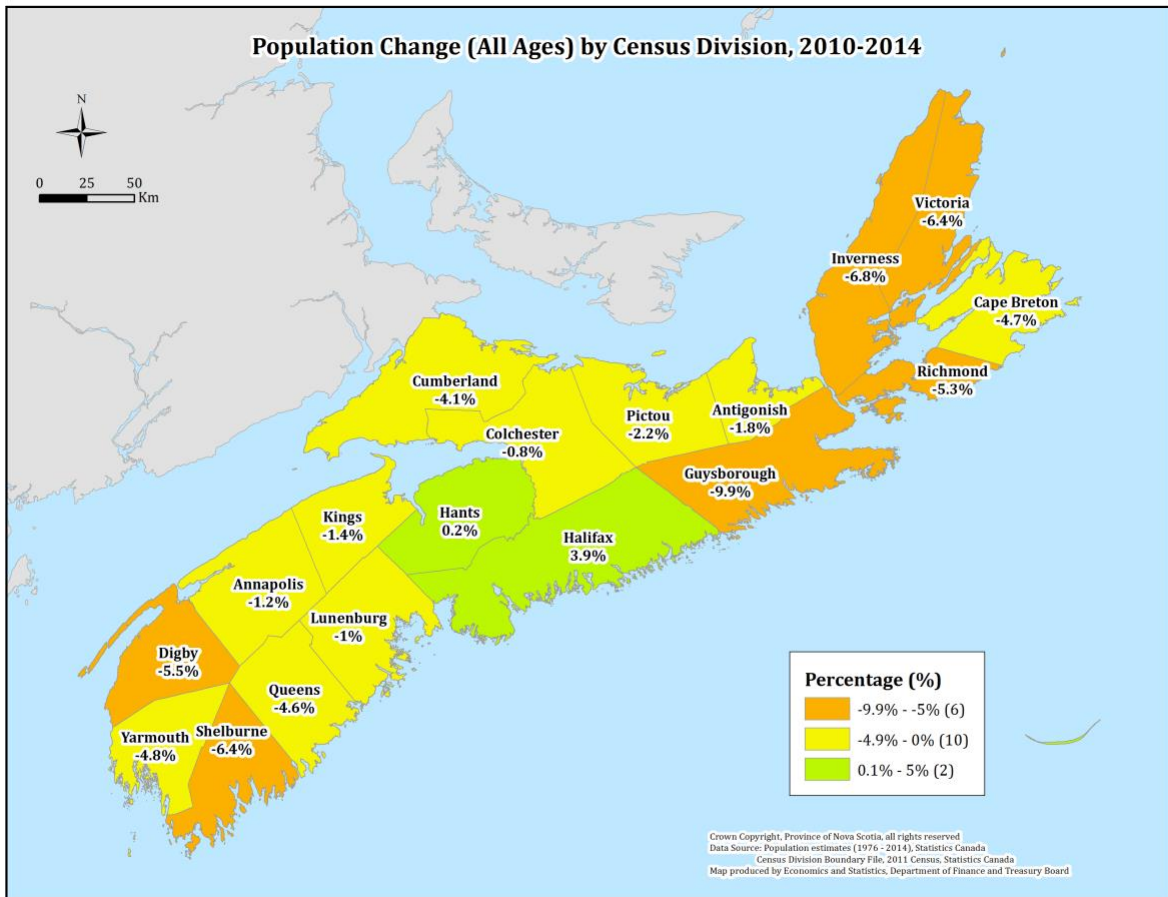 Population Change (All Ages) by Census Division, 2010-2014
N
0 25 50
Km
Victoria
-6.4%
Inverness
-6.8%
Cape Breton
-4.7%
Richmond
-5.3%
Cumberland
-4.1%
Colchester
-0.8%
Pictou
-2.2%
Antigonish
-1.8%
Guysborough
-9.9%
Kings
-1.4%
Hants
0.2%
Halifax
3.9%
Annapolis
-1.2%
Lunenburg
-1%
Digby
-5.5%
Queens
-4.6%
Yarmouth
-4.8%
Shelburne
-6.4%
Percentage (%)
-9.9% - -5% (6)
-4.9% - 0% (10)
0.1% - 5% (2)
Crown Copyright, Province of Nova Scotia, all rights reserved
Data Source: Population estimates (1976 - 2014), Statistics Canada
Census Division Boundary File, 2011 Census, Statistics Canada
Map produced by Economics and Statistics, Department of Finance and Treasury Board